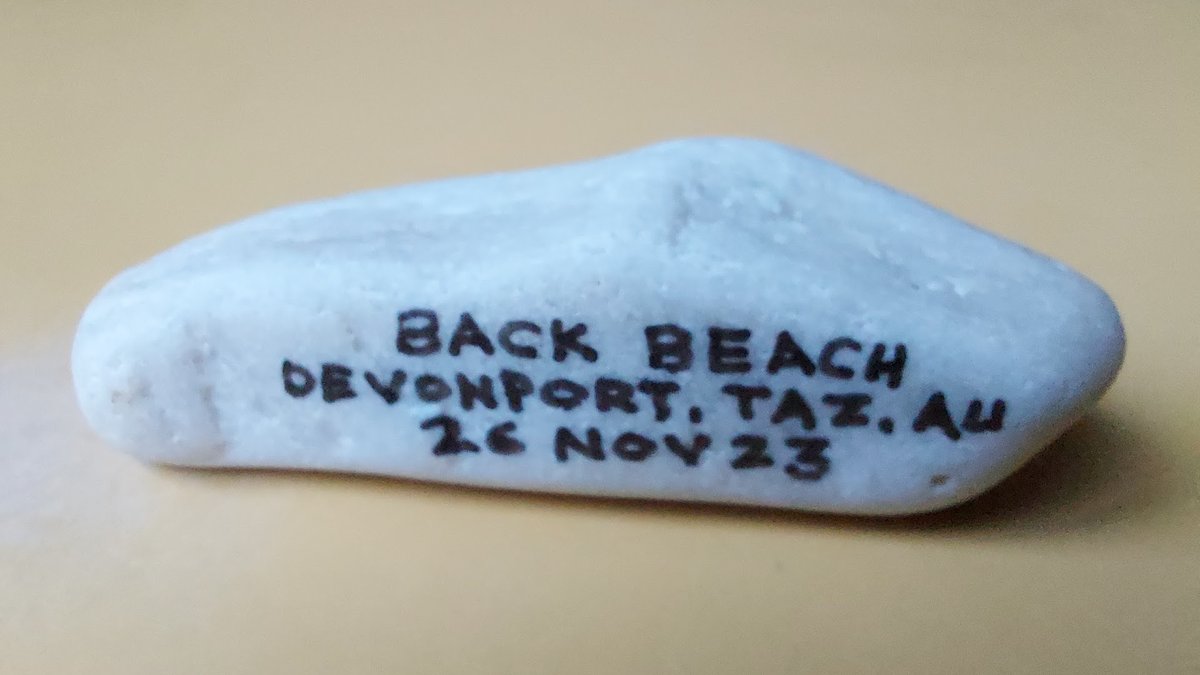 BACK BEACH
DEVONPORT. TAZ. AU
26 NOV 23